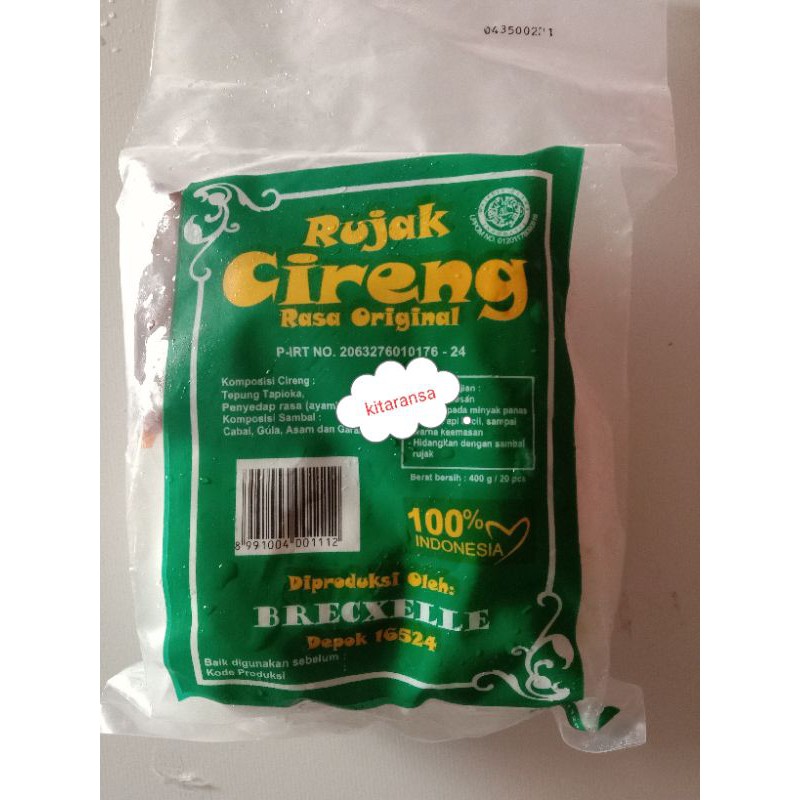 Rujak
Cireng
Rasa Original
P-IRT NO. 2063276010176 - 24
Komposisi Cireng :
Tepung Tapioka,
Penyedap rasa (ayam)
Komposisi Sambal :
Cabai, Gula, Asam dan
kitaransa
pada minyak panas
api sampai
warna keemasan
- Hidangkan dengan sambal
rujak
Berat bersih : 400 g / 20 pcs
8 991004 001112
100%
INDONESIA
Diproduksi Oleh:
BRECXELLE
Depok 16524
Baik digunakan sebelum :
Kode Produksi